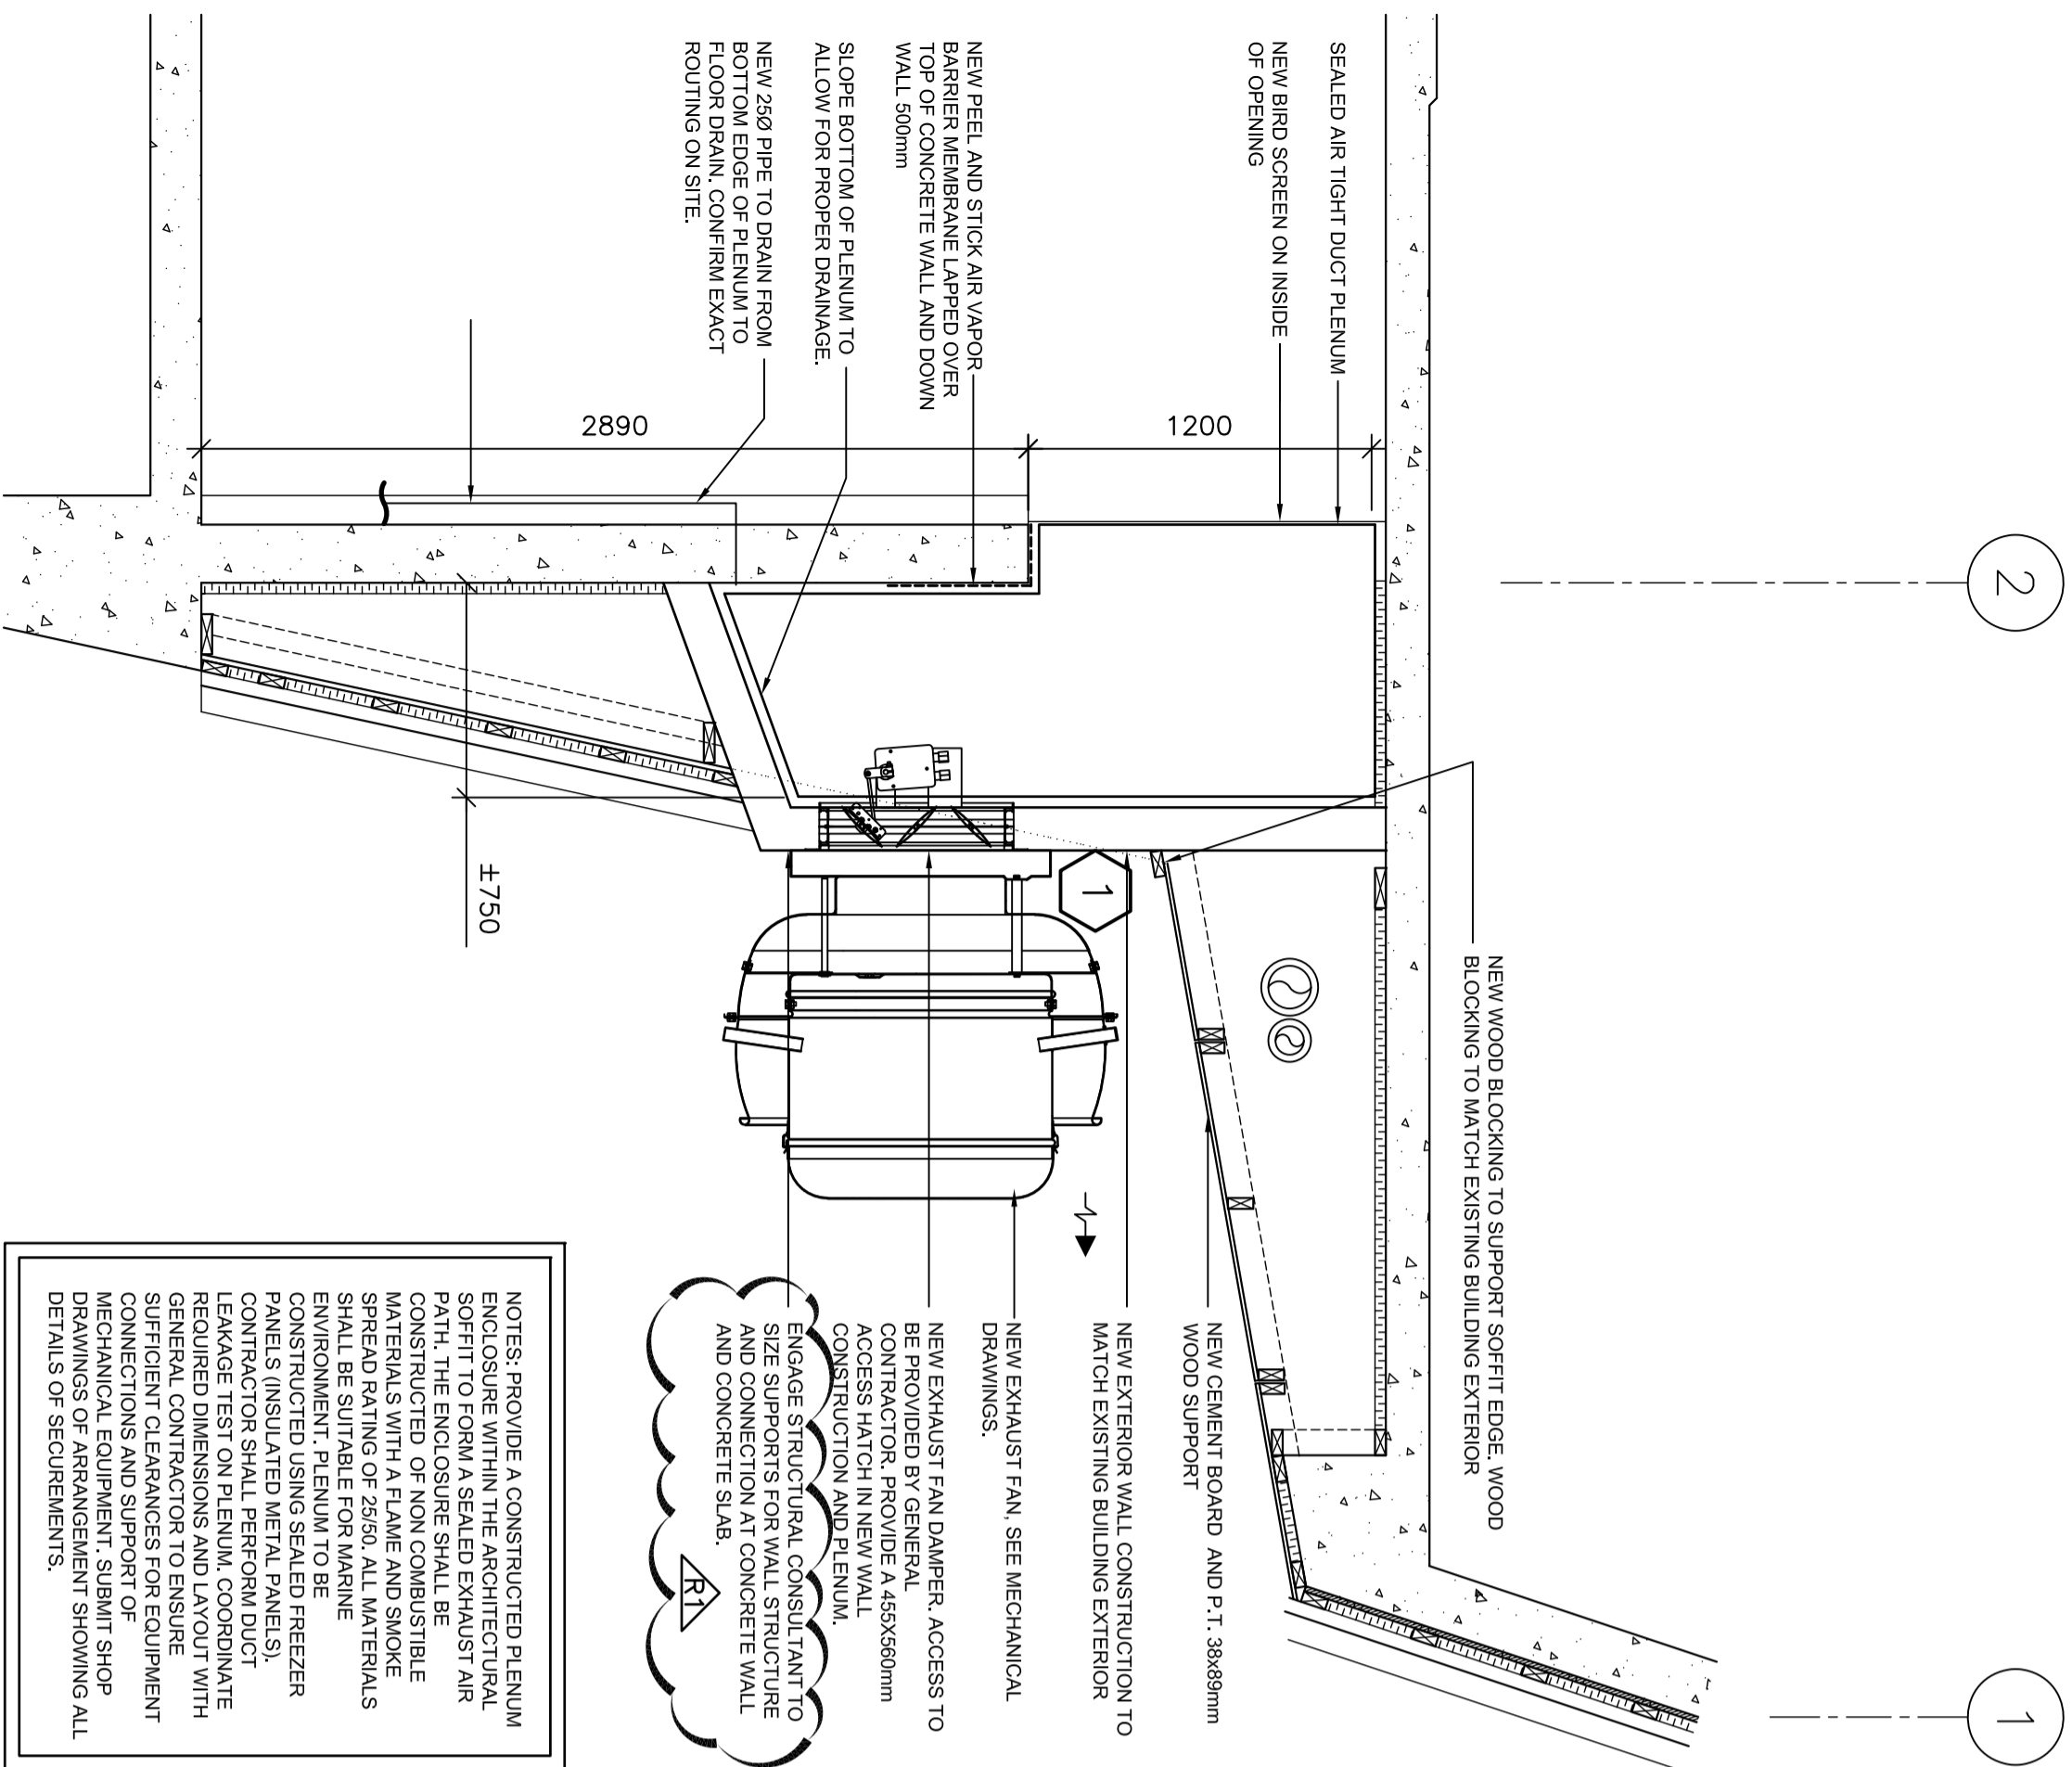 2
1
SEALED AIR TIGHT DUCT PLENUM
NEW BIRD SCREEN ON INSIDE
OF OPENING
NEW PEEL AND STICK AIR VAPOR
BARRIER MEMBRANE LAPPED OVER
TOP OF CONCRETE WALL AND DOWN
WALL 500mm
SLOPE BOTTOM OF PLENUM TO
ALLOW FOR PROPER DRAINAGE.
NEW 25Ø PIPE TO DRAIN FROM
BOTTOM EDGE OF PLENUM TO
FLOOR DRAIN. CONFIRM EXACT
ROUTING ON SITE.
1200
2890
±750
1
NEW WOOD BLOCKING TO SUPPORT SOFFIT EDGE. WOOD
BLOCKING TO MATCH EXISTING BUILDING EXTERIOR
NEW CEMENT BOARD AND P.T. 38x89mm
WOOD SUPPORT
NEW EXTERIOR WALL CONSTRUCTION TO
MATCH EXISTING BUILDING EXTERIOR
NEW EXHAUST FAN, SEE MECHANICAL
DRAWINGS.
NEW EXHAUST FAN DAMPER. ACCESS TO
BE PROVIDED BY GENERAL
CONTRACTOR. PROVIDE A 455X560mm
ACCESS HATCH IN NEW WALL
CONSTRUCTION AND PLENUM.
ENGAGE STRUCTURAL CONSULTANT TO
SIZE SUPPORTS FOR WALL STRUCTURE
AND CONNECTION AT CONCRETE WALL
AND CONCRETE SLAB.
R1
NOTES: PROVIDE A CONSTRUCTED PLENUM
ENCLOSURE WITHIN THE ARCHITECTURAL
SOFFIT TO FORM A SEALED EXHAUST AIR
PATH. THE ENCLOSURE SHALL BE
CONSTRUCTED OF NON COMBUSTIBLE
MATERIALS WITH A FLAME AND SMOKE
SPREAD RATING OF 25/50. ALL MATERIALS
SHALL BE SUITABLE FOR MARINE
ENVIRONMENT. PLENUM TO BE
CONSTRUCTED USING SEALED FREEZER
PANELS (INSULATED METAL PANELS).
CONTRACTOR SHALL PERFORM DUCT
LEAKAGE TEST ON PLENUM. COORDINATE
REQUIRED DIMENSIONS AND LAYOUT WITH
GENERAL CONTRACTOR TO ENSURE
SUFFICIENT CLEARANCES FOR EQUIPMENT
CONNECTIONS AND SUPPORT OF
MECHANICAL EQUIPMENT. SUBMIT SHOP
DRAWINGS OF ARRANGEMENT SHOWING ALL
DETAILS OF SECUREMENTS.